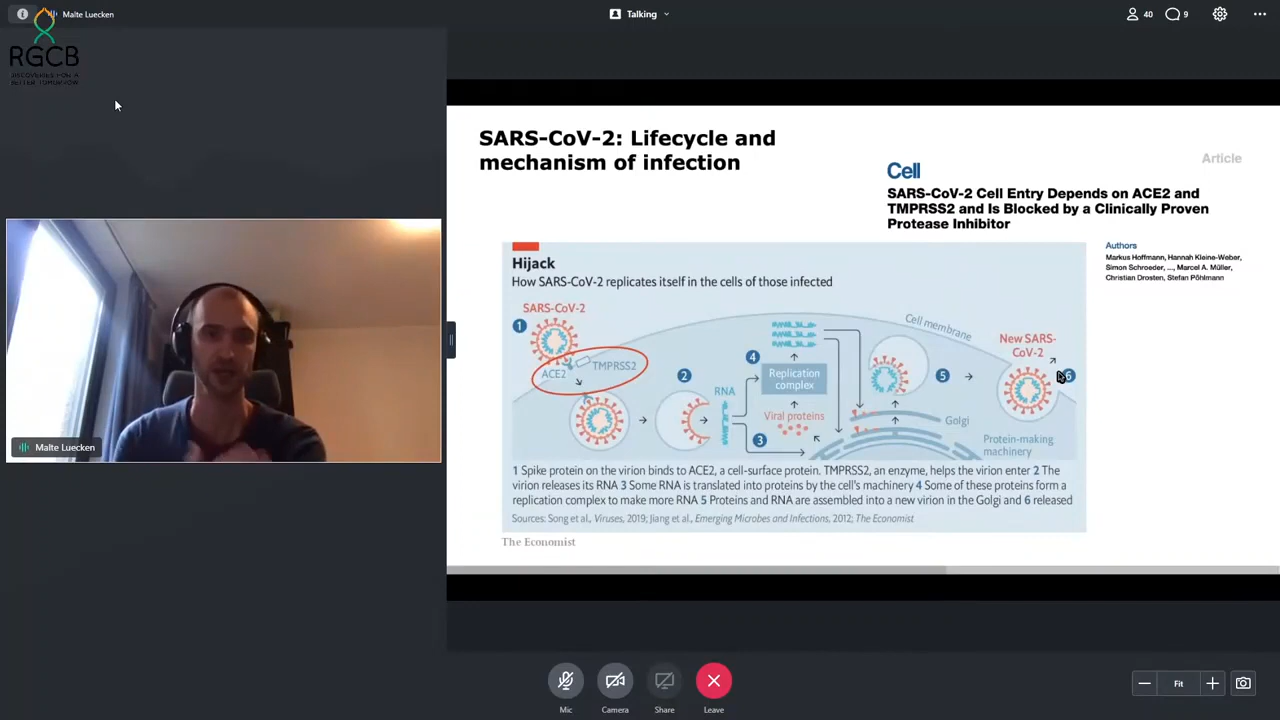 Malte Luecken
Talking
40
9
RGCB
DISCOVERIES FOR A
BETTER TOMORROW
SARS-CoV-2: Lifecycle and
mechanism of infection
Article
Cell
SARS-CoV-2 Cell Entry Depends on ACE2 and
TMPRSS2 and Is Blocked by a Clinically Proven
Protease Inhibitor
Authors
Markus Hoffmann, Hannah Kleine-Weber,
Simon Schroeder, ..., Marcel A. Müller,
Christian Drosten, Stefan Pöhlmann
Hijack
How SARS-CoV-2 replicates itself in the cells of those infected
SARS-CoV-2
1
ACE2
TMPRSS2
2
RNA
3
4
Replication
complex
Viral proteins
Cell membrane
5
Golgi
Protein-making
machinery
New SARS-
CoV-2
6
1 Spike protein on the virion binds to ACE2, a cell-surface protein. TMPRSS2, an enzyme, helps the virion enter 2 The
virion releases its RNA 3 Some RNA is translated into proteins by the cell's machinery 4 Some of these proteins form a
replication complex to make more RNA 5 Proteins and RNA are assembled into a new virion in the Golgi and 6 released
Sources: Song et al., Viruses, 2019; Jiang et al., Emerging Microbes and Infections, 2012; The Economist
The Economist
Malte Luecken
Mic
Camera
Share
Leave
Fit